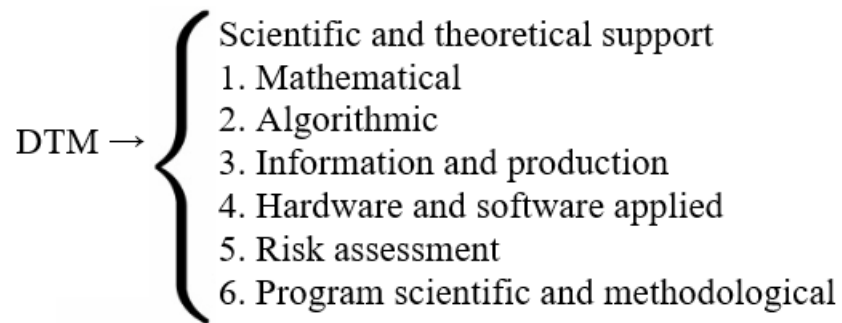 DTM →
Scientific and theoretical support
1. Mathematical
2. Algorithmic
3. Information and production
4. Hardware and software applied
5. Risk assessment
6. Program scientific and methodological